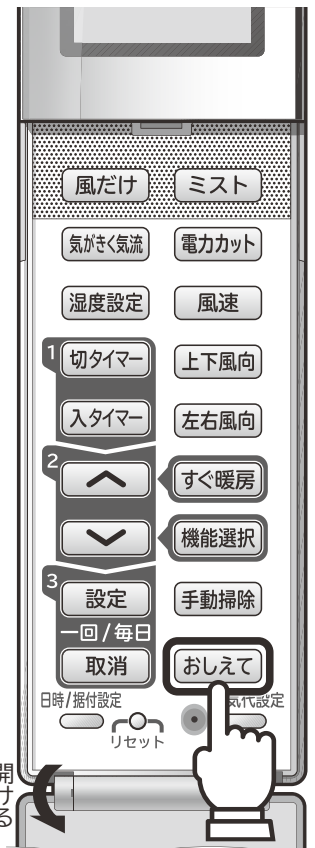 風だけ
ミスト
気がきく気流
電力カット
湿度設定
風速
1
切タイマー
上下風向
入タイマー
左右風向
2
すぐ暖房
機能選択
3
設定
手動掃除
一回/毎日
取消
おしえて
日時/据付設定
気代設定
リセット
開ける